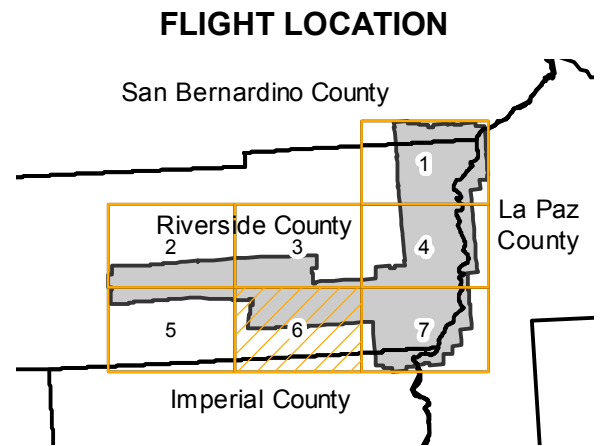 FLIGHT LOCATION
San Bernardino County
1
Riverside County
La Paz
County
2
3
4
5
6
7
Imperial County